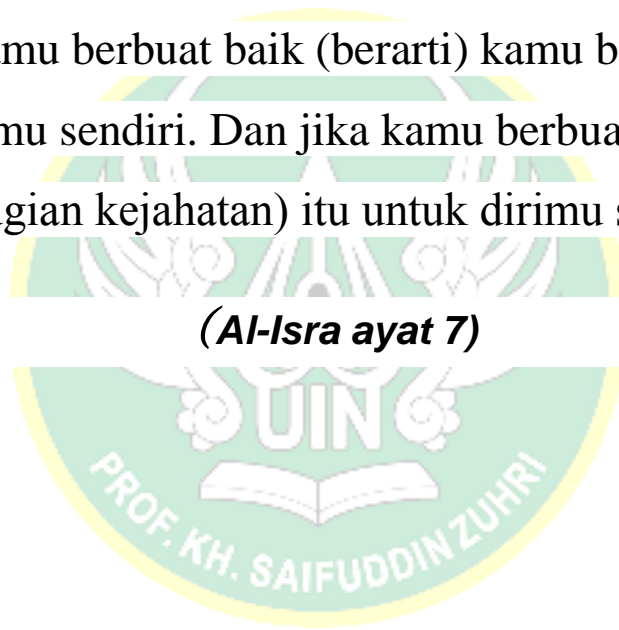 mu berbuat baik (berarti) kamu b
mu sendiri. Dan jika kamu berbua
gian kejahatan) itu untuk dirimu s
(Al-Isra ayat 7)
UIN
PROF. KH. SAIFUDDIN ZUHRI